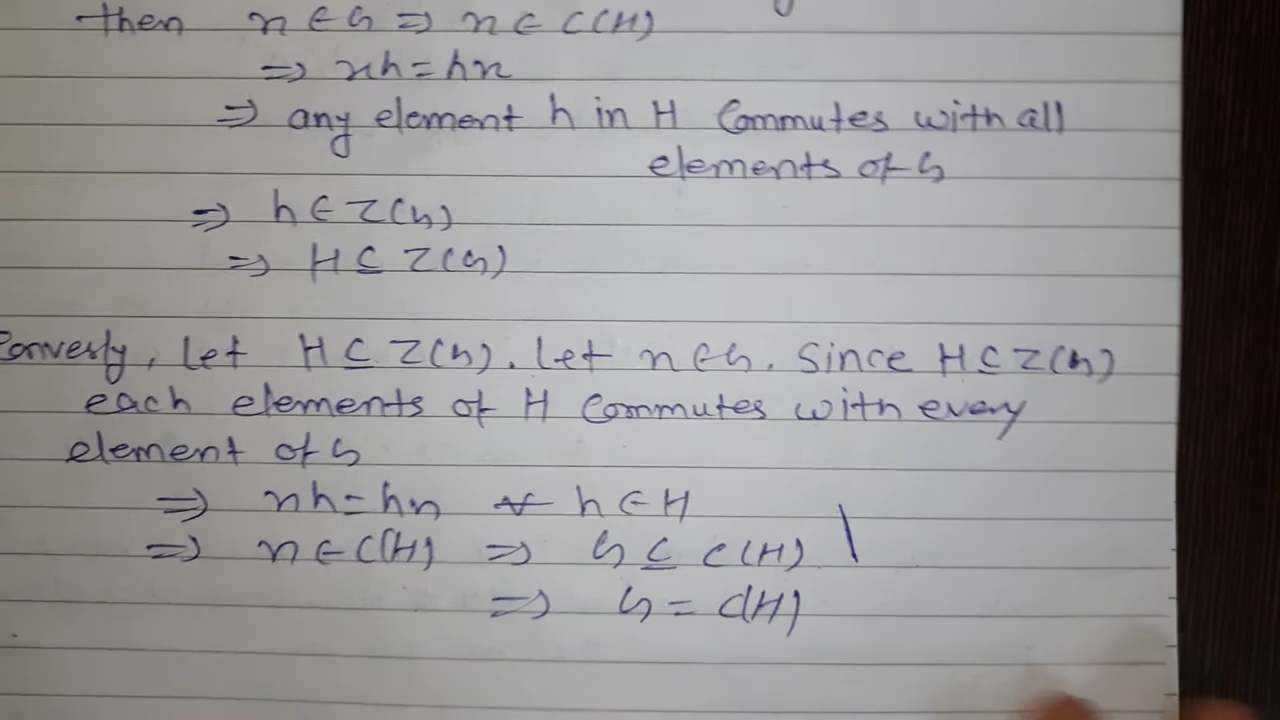 then x ∈ G ⇒ x ∈ C(H)
⇒ xh = hx
⇒ any element h in H Commutes with all
elements of G
⇒ h ∈ Z(G)
⇒ H ⊆ Z(G)
Conversly, Let H ⊆ Z(G). Let x ∈ G. Since H ⊆ Z(G)
each elements of H Commutes with every
element of G
⇒ xh = hx ∀ h ∈ H
⇒ x ∈ C(H) ⇒ G ⊆ C(H)
⇒ G = C(H)